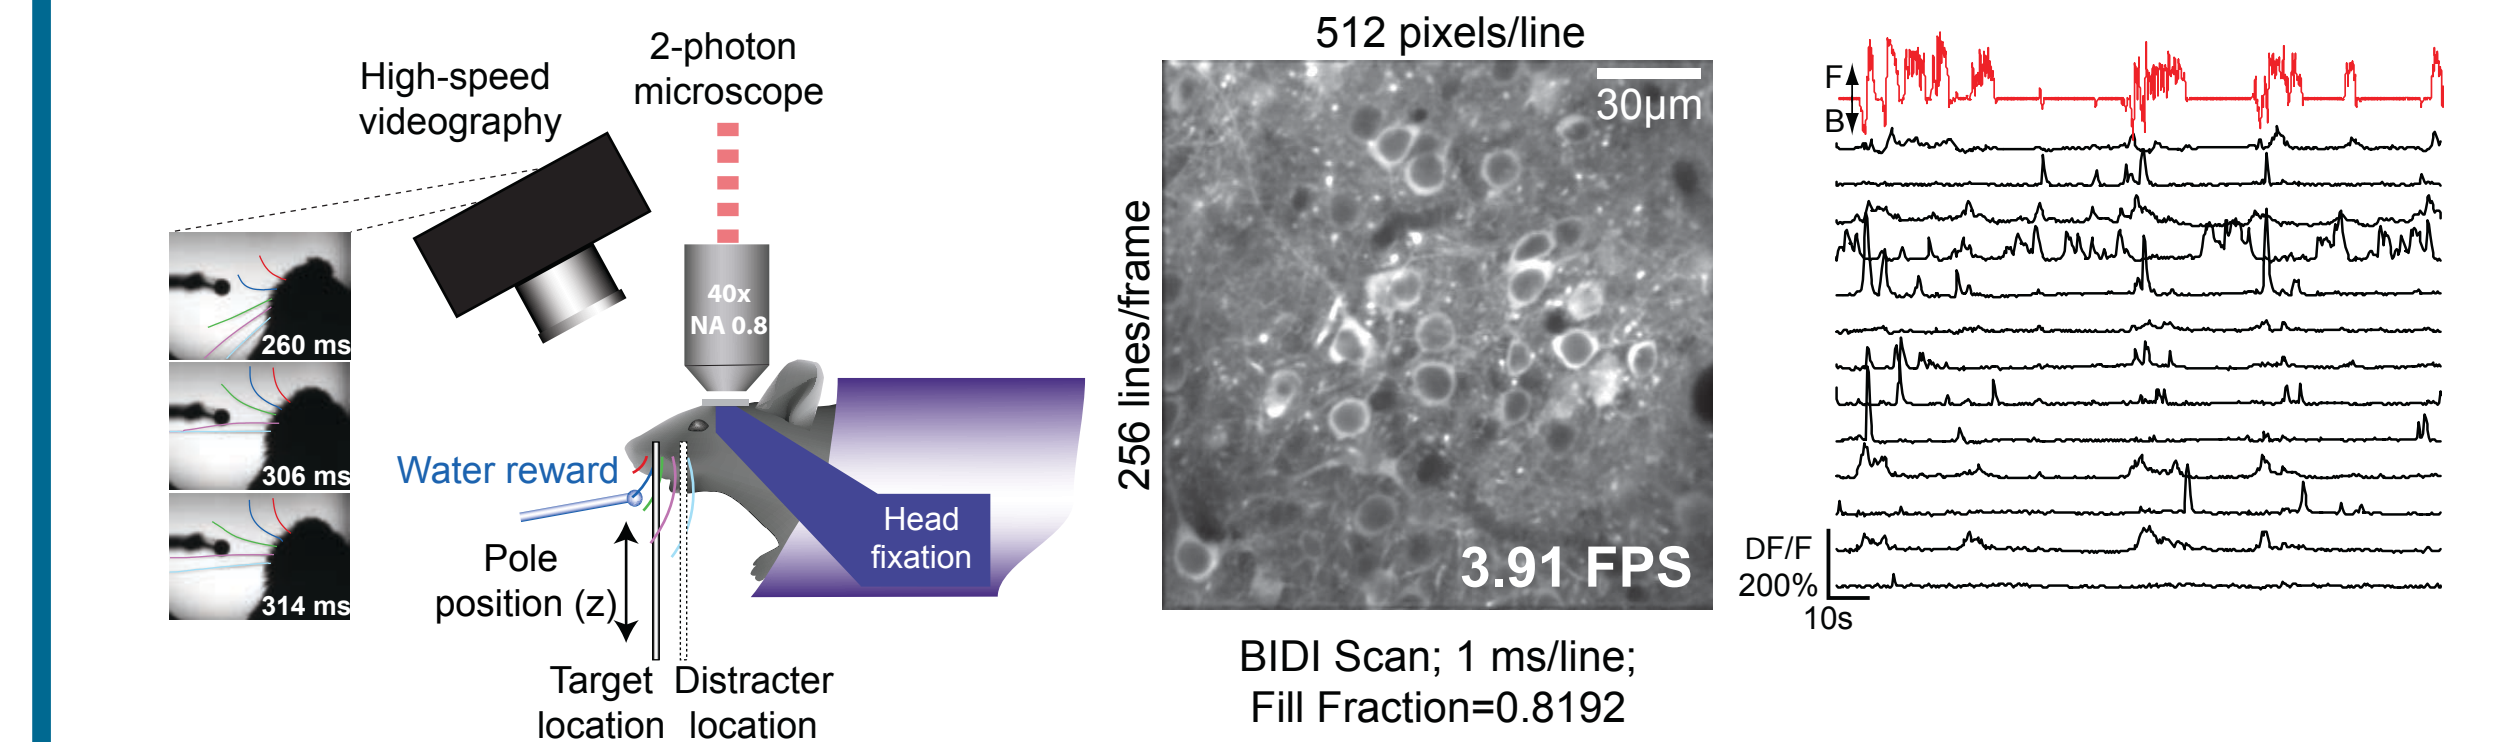 High-speed
videography
2-photon
microscope
40x
NA 0.8
260 ms
306 ms
314 ms
Water reward
Head
fixation
Pole
position (z)
Target
location
Distracter
location
512 pixels/line
256 lines/frame
30µm
3.91 FPS
BIDI Scan; 1 ms/line;
Fill Fraction=0.8192
F
B
DF/F
200%
10s